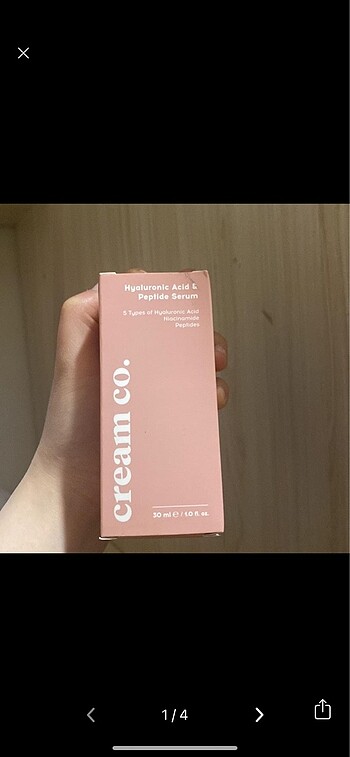 Hyaluronic Acid &
Peptide Serum
5 Types of Hyaluronic Acid
Niacinamide
Peptides
cream co.
30 ml ℮ / 1.0 fl. oz.
1/4